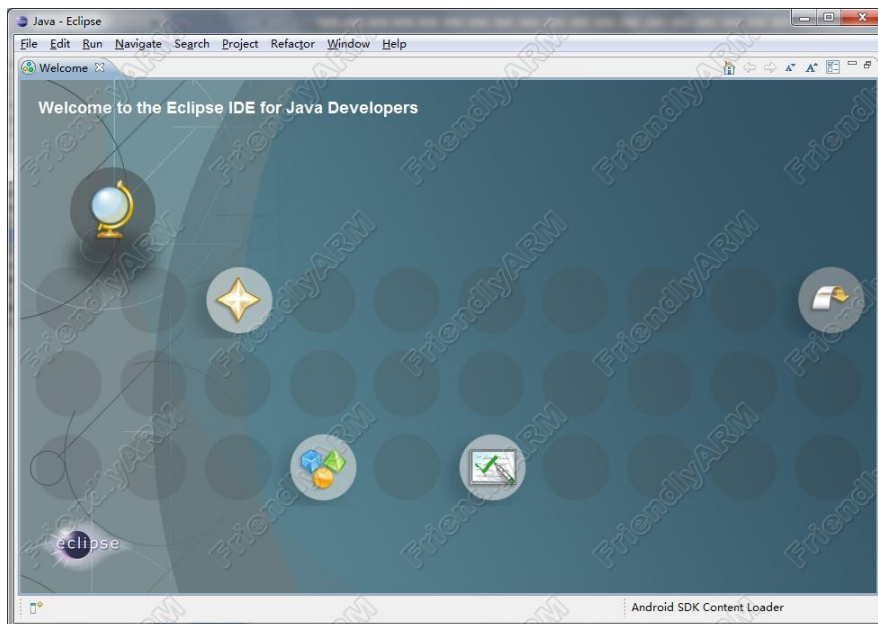 Java - Eclipse
File Edit Run Navigate Search Project Refactor Window Help
Welcome
Welcome to the Eclipse IDE for Java Developers
eclipse
Android SDK Content Loader
FriendlyARM